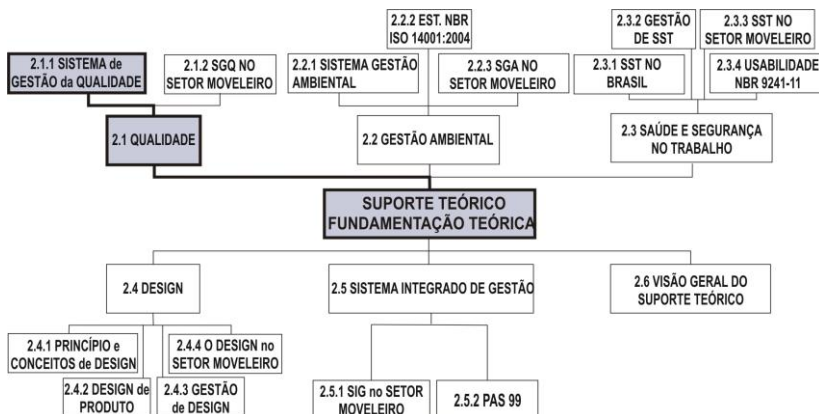 2.2.2 EST. NBR
ISO 14001:2004
2.3.2 GESTÃO
DE SST
2.3.3 SST NO
SETOR MOVELEIRO
2.1.1 SISTEMA de
GESTÃO da QUALIDADE
2.1.2 SGQ NO
SETOR MOVELEIRO
2.2.1 SISTEMA GESTÃO
AMBIENTAL
2.2.3 SGA NO
SETOR MOVELEIRO
2.3.1 SST NO
BRASIL
2.3.4 USABILIDADE
NBR 9241-11
2.1 QUALIDADE
2.2 GESTÃO AMBIENTAL
2.3 SAÚDE E SEGURANÇA
NO TRABALHO
SUPORTE TEÓRICO
FUNDAMENTAÇÃO TEÓRICA
2.4 DESIGN
2.5 SISTEMA INTEGRADO DE GESTÃO
2.6 VISÃO GERAL DO
SUPORTE TEÓRICO
2.4.1 PRINCÍPIO e
CONCEITOS de DESIGN
2.4.4 O DESIGN no
SETOR MOVELEIRO
2.4.2 DESIGN de
PRODUTO
2.4.3 GESTÃO
de DESIGN
2.5.1 SIG no SETOR
MOVELEIRO
2.5.2 PAS 99